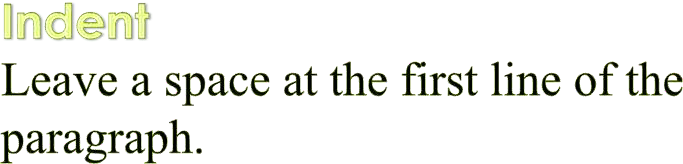 Indent
Leave a space at the first line of the
paragraph.